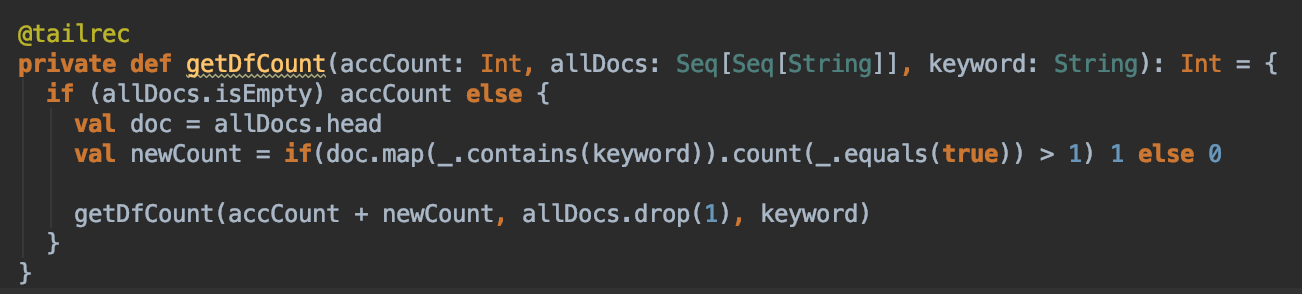 @tailrec
private def getDfCount(accCount: Int, allDocs: Seq[Seq[String]], keyword: String): Int = {
  if (allDocs.isEmpty) accCount else {
    val doc = allDocs.head
    val newCount = if(doc.map(_.contains(keyword)).count(_.equals(true)) > 1) 1 else 0

    getDfCount(accCount + newCount, allDocs.drop(1), keyword)
  }
}